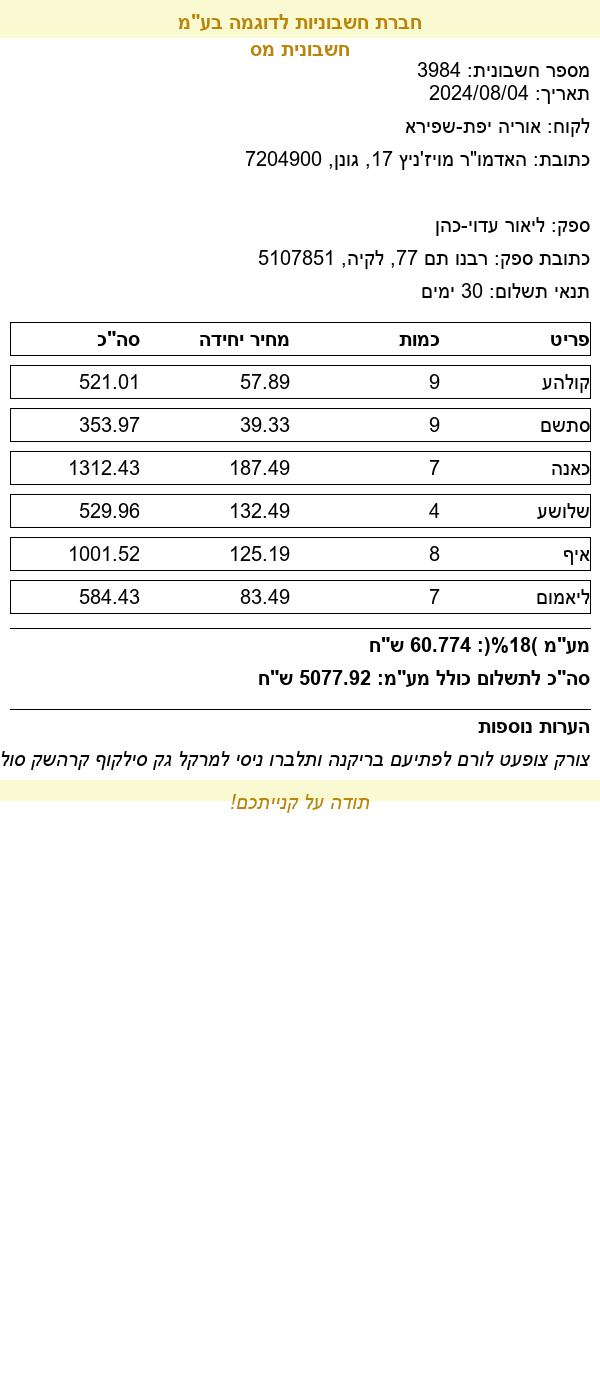 חברת חשבוניות לדוגמה בע"מ
חשבונית מס
מספר חשבונית: 3984
תאריך: 2024/08/04
לקוח: אוריה יפת-שפירא
כתובת: האדמו"ר מויז'ניץ 17, גונן, 7204900
ספק: ליאור עדוי-כהן
כתובת ספק: רבנו תם 77, לקיה, 5107851
תנאי תשלום: 30 ימים
פריט כמות מחיר יחידה סה"כ
קולהע 9 57.89 521.01
סתשם 9 39.33 353.97
כאנה 7 187.49 1312.43
שלושע 4 132.49 529.96
איף 8 125.19 1001.52
ליאמום 7 83.49 584.43
מע"מ )18%(: 60.774 ש"ח
סה"כ לתשלום כולל מע"מ: 5077.92 ש"ח
הערות נוספות
צורק צופעט לורם לפתיעם בריקנה ותלברו ניסי למרקל גק סילקוף קרהשק סול
תודה על קנייתכם!